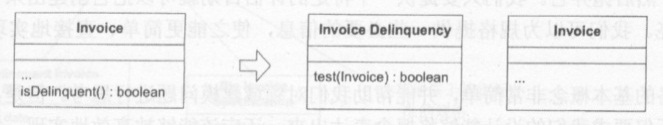 Invoice
...
isDelinquent() : boolean
Invoice Delinquency
test(Invoice) : boolean
Invoice
...